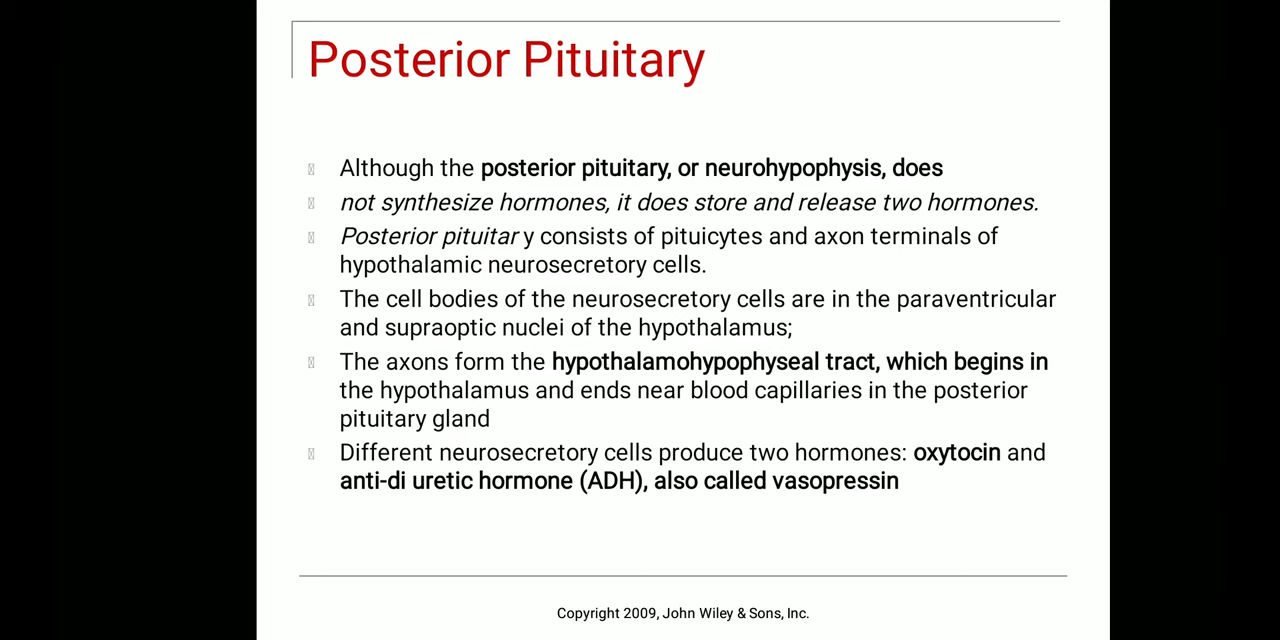 Posterior Pituitary
Although the posterior pituitary, or neurohypophysis, does
not synthesize hormones, it does store and release two hormones.
Posterior pituitar y consists of pituicytes and axon terminals of
hypothalamic neurosecretory cells.
The cell bodies of the neurosecretory cells are in the paraventricular
and supraoptic nuclei of the hypothalamus;
The axons form the hypothalamohypophyseal tract, which begins in
the hypothalamus and ends near blood capillaries in the posterior
pituitary gland
Different neurosecretory cells produce two hormones: oxytocin and
anti-di uretic hormone (ADH), also called vasopressin
Copyright 2009, John Wiley & Sons, Inc.